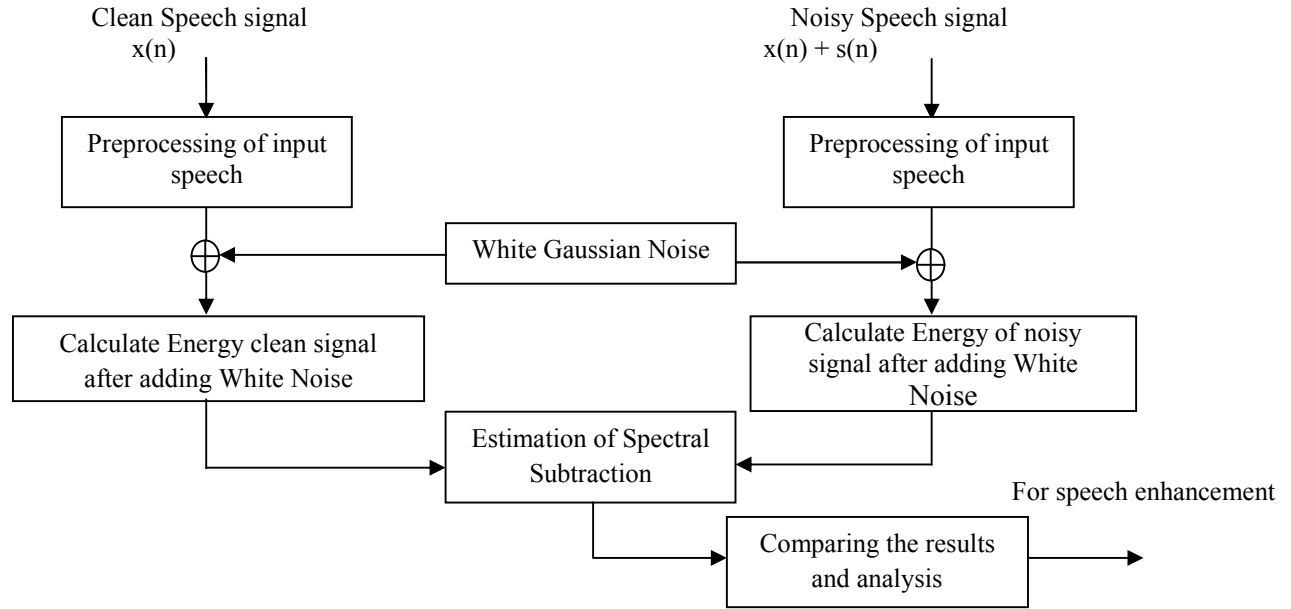 Clean Speech signal
x(n)
Noisy Speech signal
x(n) + s(n)
Preprocessing of input
speech
Preprocessing of input
speech
White Gaussian Noise
Calculate Energy clean signal
after adding White Noise
Calculate Energy of noisy
signal after adding White
Noise
Estimation of Spectral
Subtraction
For speech enhancement
Comparing the results
and analysis